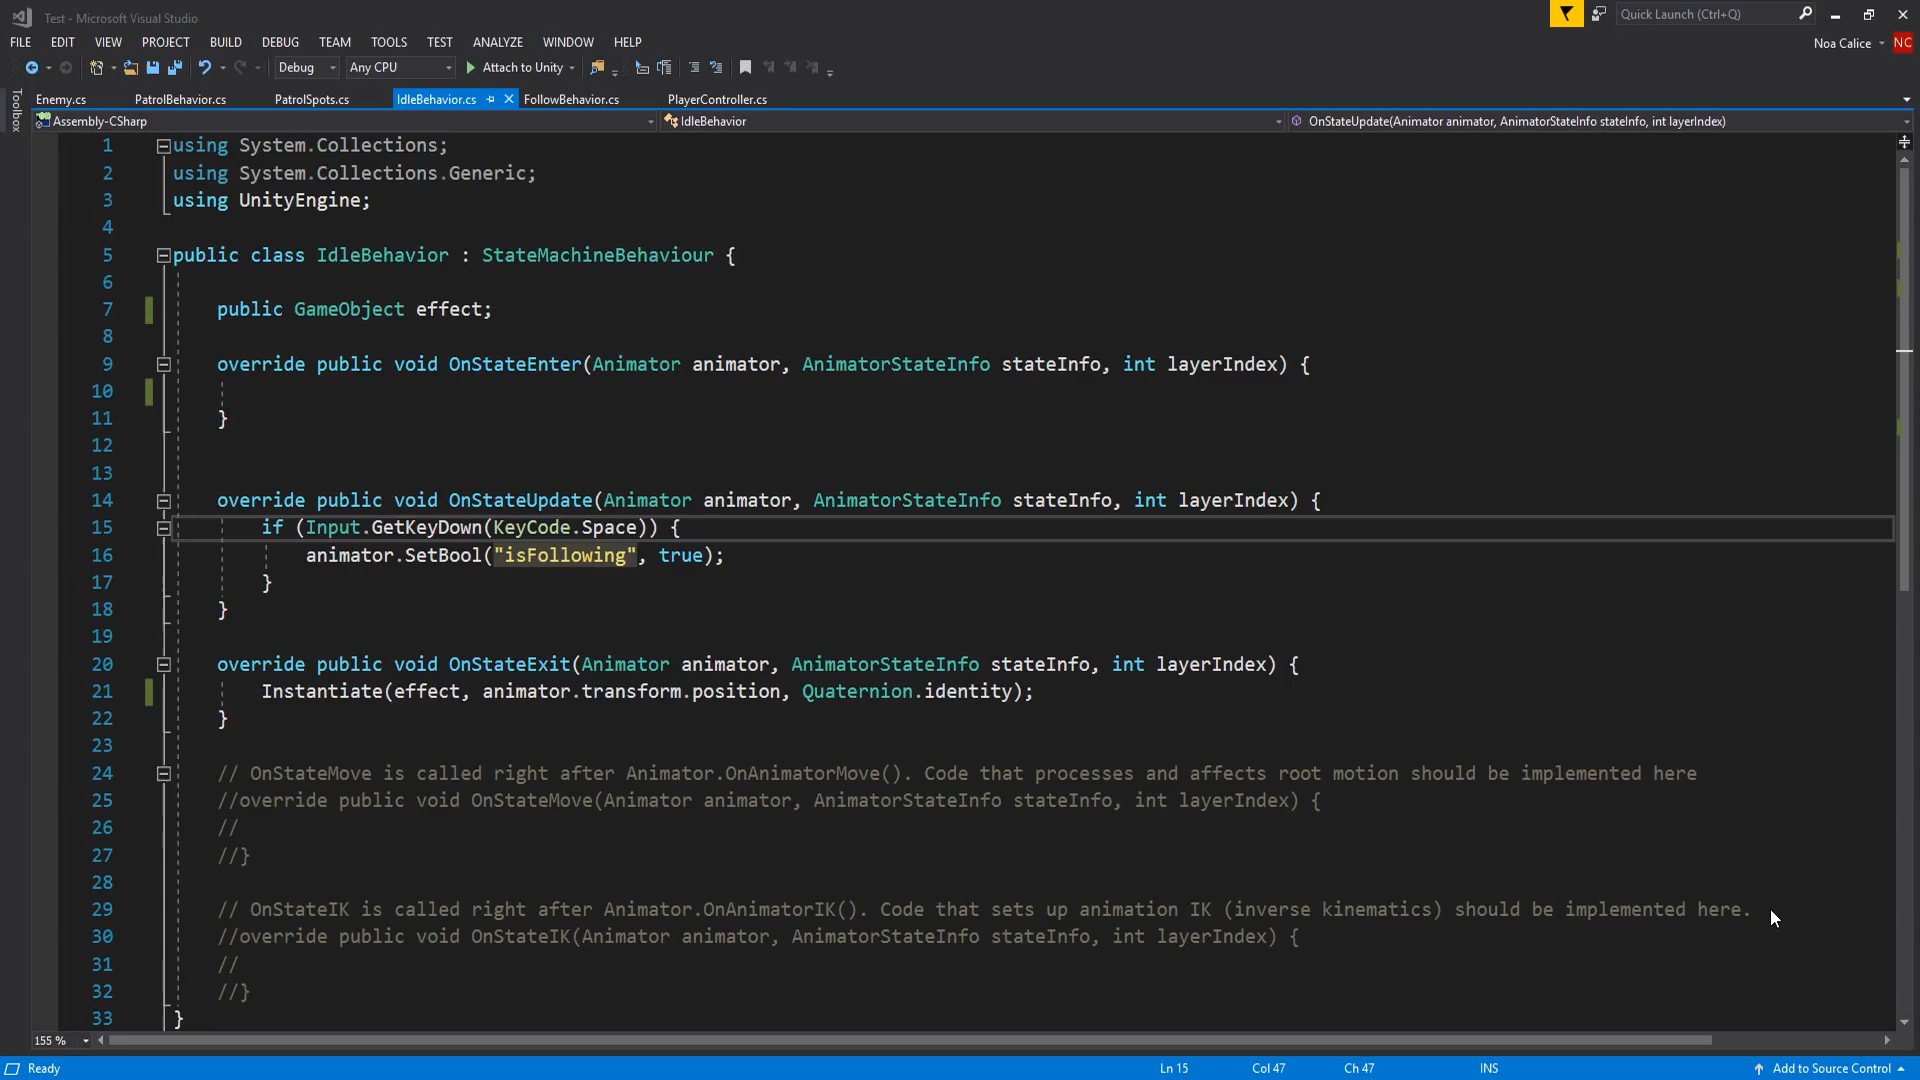 Test - Microsoft Visual Studio
Quick Launch (Ctrl+Q)
FILE EDIT VIEW PROJECT BUILD DEBUG TEAM TOOLS TEST ANALYZE WINDOW HELP
Noa Calice NC
Debug Any CPU Attach to Unity
Toolbox
Enemy.cs PatrolBehavior.cs PatrolSpots.cs IdleBehavior.cs FollowBehavior.cs PlayerController.cs
Assembly-CSharp IdleBehavior OnStateUpdate(Animator animator, AnimatorStateInfo stateInfo, int layerIndex)
1 using System.Collections;
2 using System.Collections.Generic;
3 using UnityEngine;
4
5 public class IdleBehavior : StateMachineBehaviour {
6
7 public GameObject effect;
8
9 override public void OnStateEnter(Animator animator, AnimatorStateInfo stateInfo, int layerIndex) {
10
11 }
12
13
14 override public void OnStateUpdate(Animator animator, AnimatorStateInfo stateInfo, int layerIndex) {
15 if (Input.GetKeyDown(KeyCode.Space)) {
16 animator.SetBool("isFollowing", true);
17 }
18 }
19
20 override public void OnStateExit(Animator animator, AnimatorStateInfo stateInfo, int layerIndex) {
21 Instantiate(effect, animator.transform.position, Quaternion.identity);
22 }
23
24 // OnStateMove is called right after Animator.OnAnimatorMove(). Code that processes and affects root motion should be implemented here
25 //override public void OnStateMove(Animator animator, AnimatorStateInfo stateInfo, int layerIndex) {
26 //
27 //}
28
29 // OnStateIK is called right after Animator.OnAnimatorIK(). Code that sets up animation IK (inverse kinematics) should be implemented here.
30 //override public void OnStateIK(Animator animator, AnimatorStateInfo stateInfo, int layerIndex) {
31 //
32 //}
33 }
155 %
Ready Ln 15 Col 47 Ch 47 INS Add to Source Control